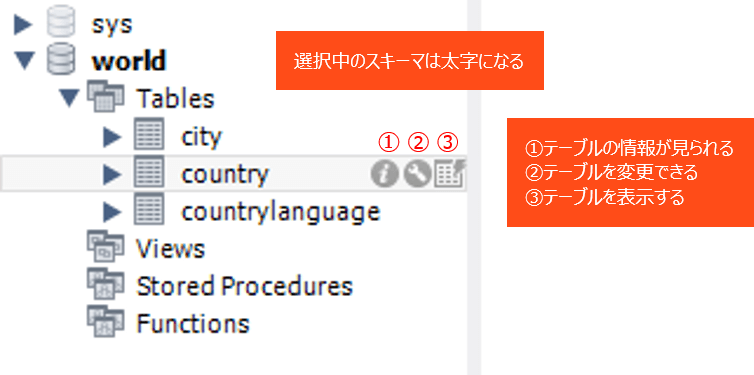 sys
world
選択中のスキーマは太字になる
Tables
city
① ② ③
country
countrylanguage
Views
Stored Procedures
Functions
①テーブルの情報が見られる
②テーブルを変更できる
③テーブルを表示する